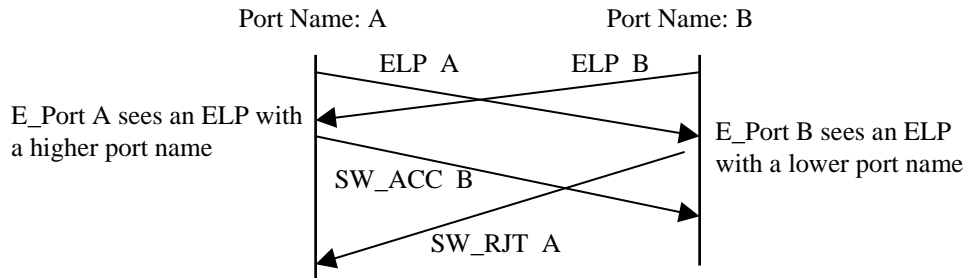 Port Name: A
Port Name: B
ELP A
ELP B
E_Port A sees an ELP with
a higher port name
E_Port B sees an ELP
with a lower port name
SW_ACC B
SW_RJT A